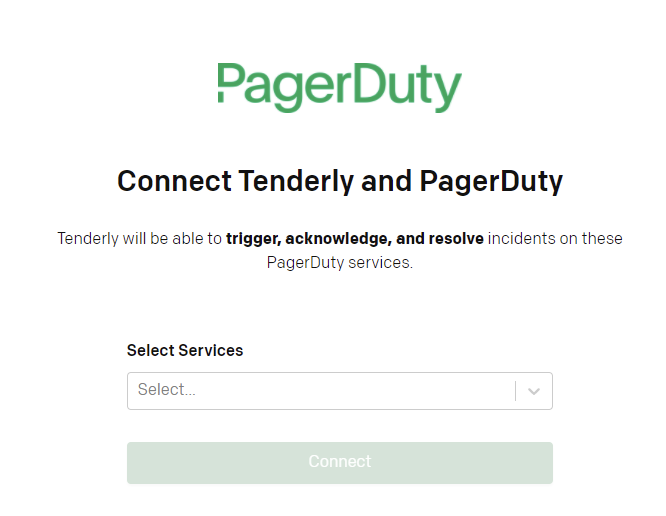 PagerDuty
Connect Tenderly and PagerDuty
Tenderly will be able to trigger, acknowledge, and resolve incidents on these
PagerDuty services.
Select Services
Select...
Connect